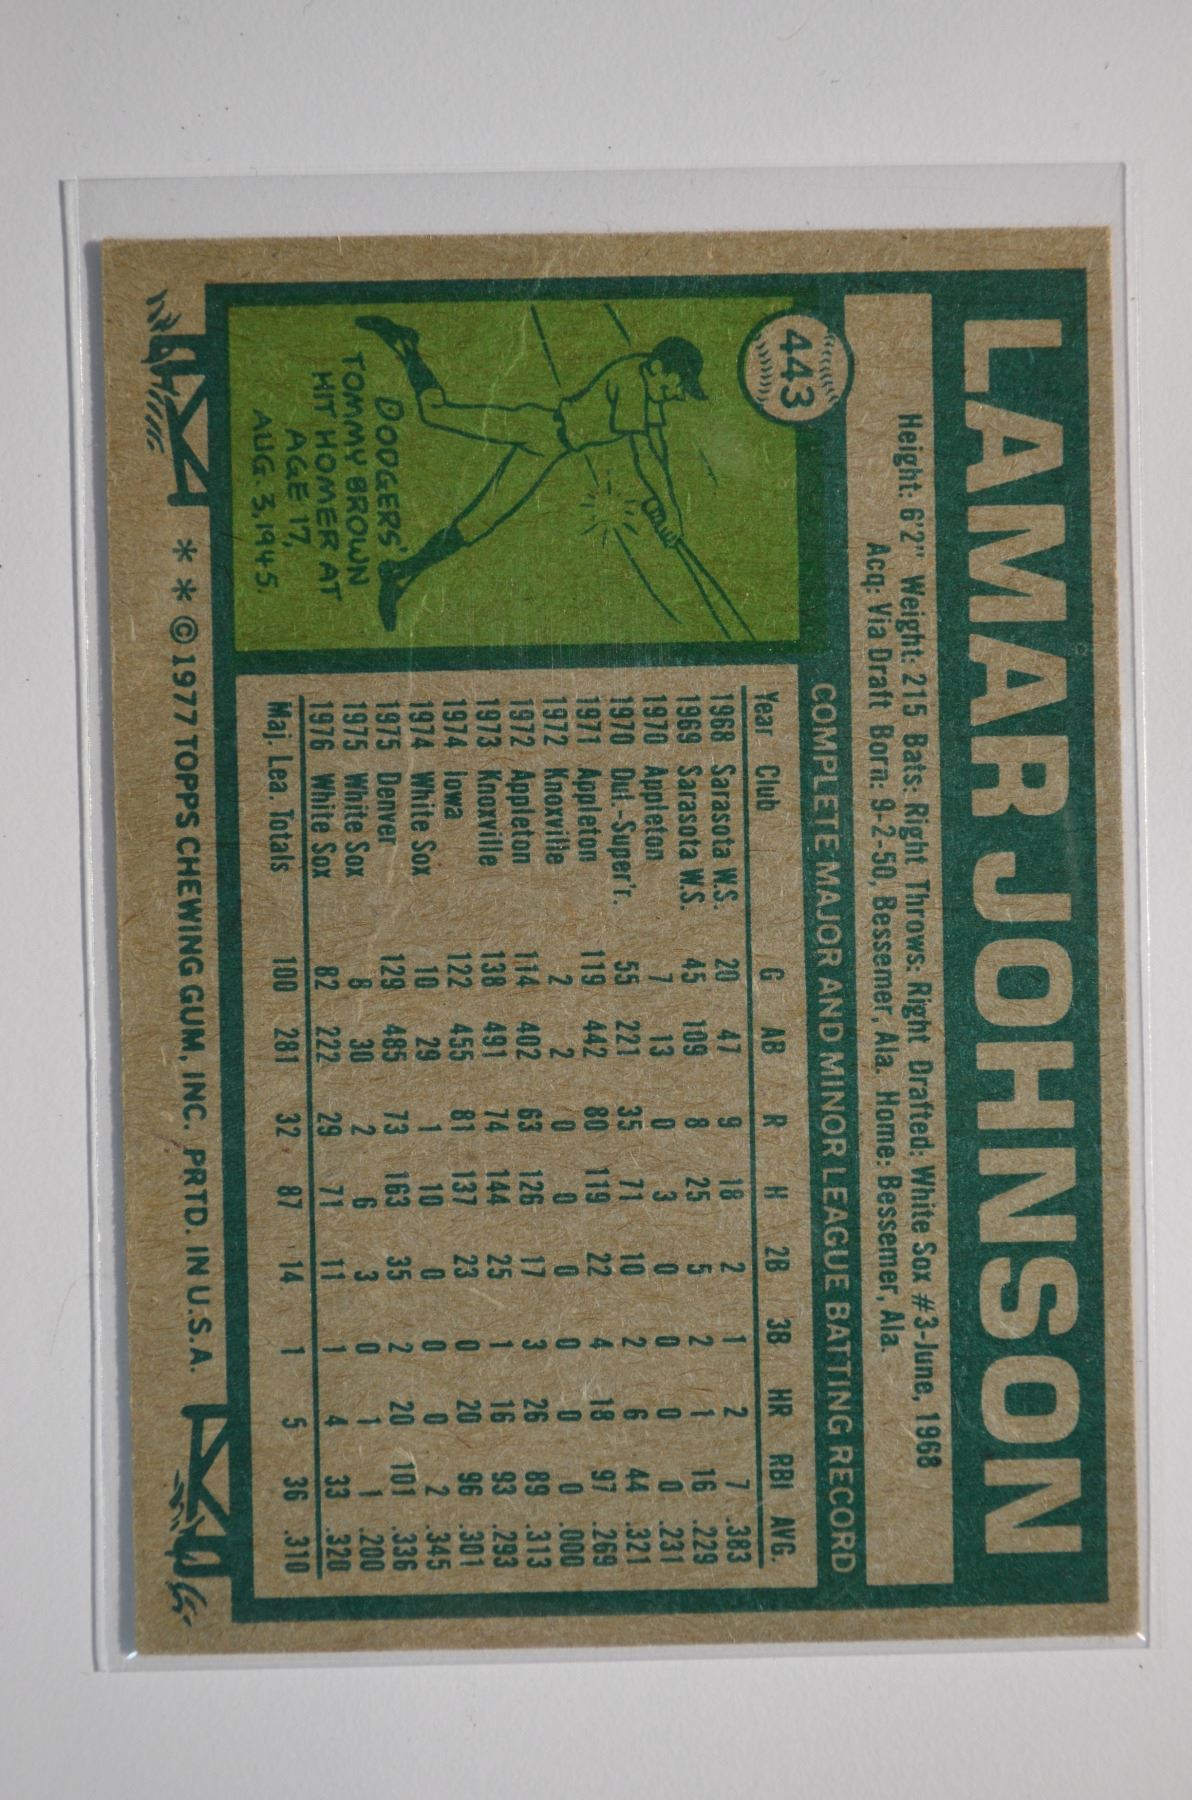 LAMAR JOHNSON
Height: 6'2" Weight: 215 Bats: Right Throws: Right Drafted: White Sox #3-June, 1968
Acq: Via Draft Born: 9-2-50, Bessemer, Ala. Home: Bessemer, Ala.
443
COMPLETE MAJOR AND MINOR LEAGUE BATTING RECORD
Year Club G AB R H 2B 3B HR RBI AVG.
1968 Sarasota W.S. 20 47 9 18 2 1 2 7 .383
1969 Sarasota W.S. 45 109 8 25 5 2 1 16 .229
1970 Appleton 7 13 0 3 0 0 0 0 .231
1970 Dul.-Super'r. 55 221 35 71 10 2 6 44 .321
1971 Appleton 119 442 80 119 22 4 18 97 .269
1972 Knoxville 2 2 0 0 0 0 0 0 .000
1972 Appleton 114 402 63 126 17 3 26 89 .313
1973 Knoxville 138 491 74 144 25 1 16 93 .293
1974 Iowa 122 455 81 137 23 0 20 96 .301
1974 White Sox 10 29 1 10 0 0 0 2 .345
1975 Denver 129 485 73 163 35 2 20 101 .336
1975 White Sox 8 30 2 6 3 0 1 1 .200
1976 White Sox 82 222 29 71 11 1 4 33 .320
Maj. Lea. Totals 100 281 32 87 14 1 5 36 .310
DODGERS'
TOMMY BROWN
HIT HOMER AT
AGE 17,
AUG. 3, 1945.
* * © 1977 TOPPS CHEWING GUM, INC. PRTD. IN U.S.A.